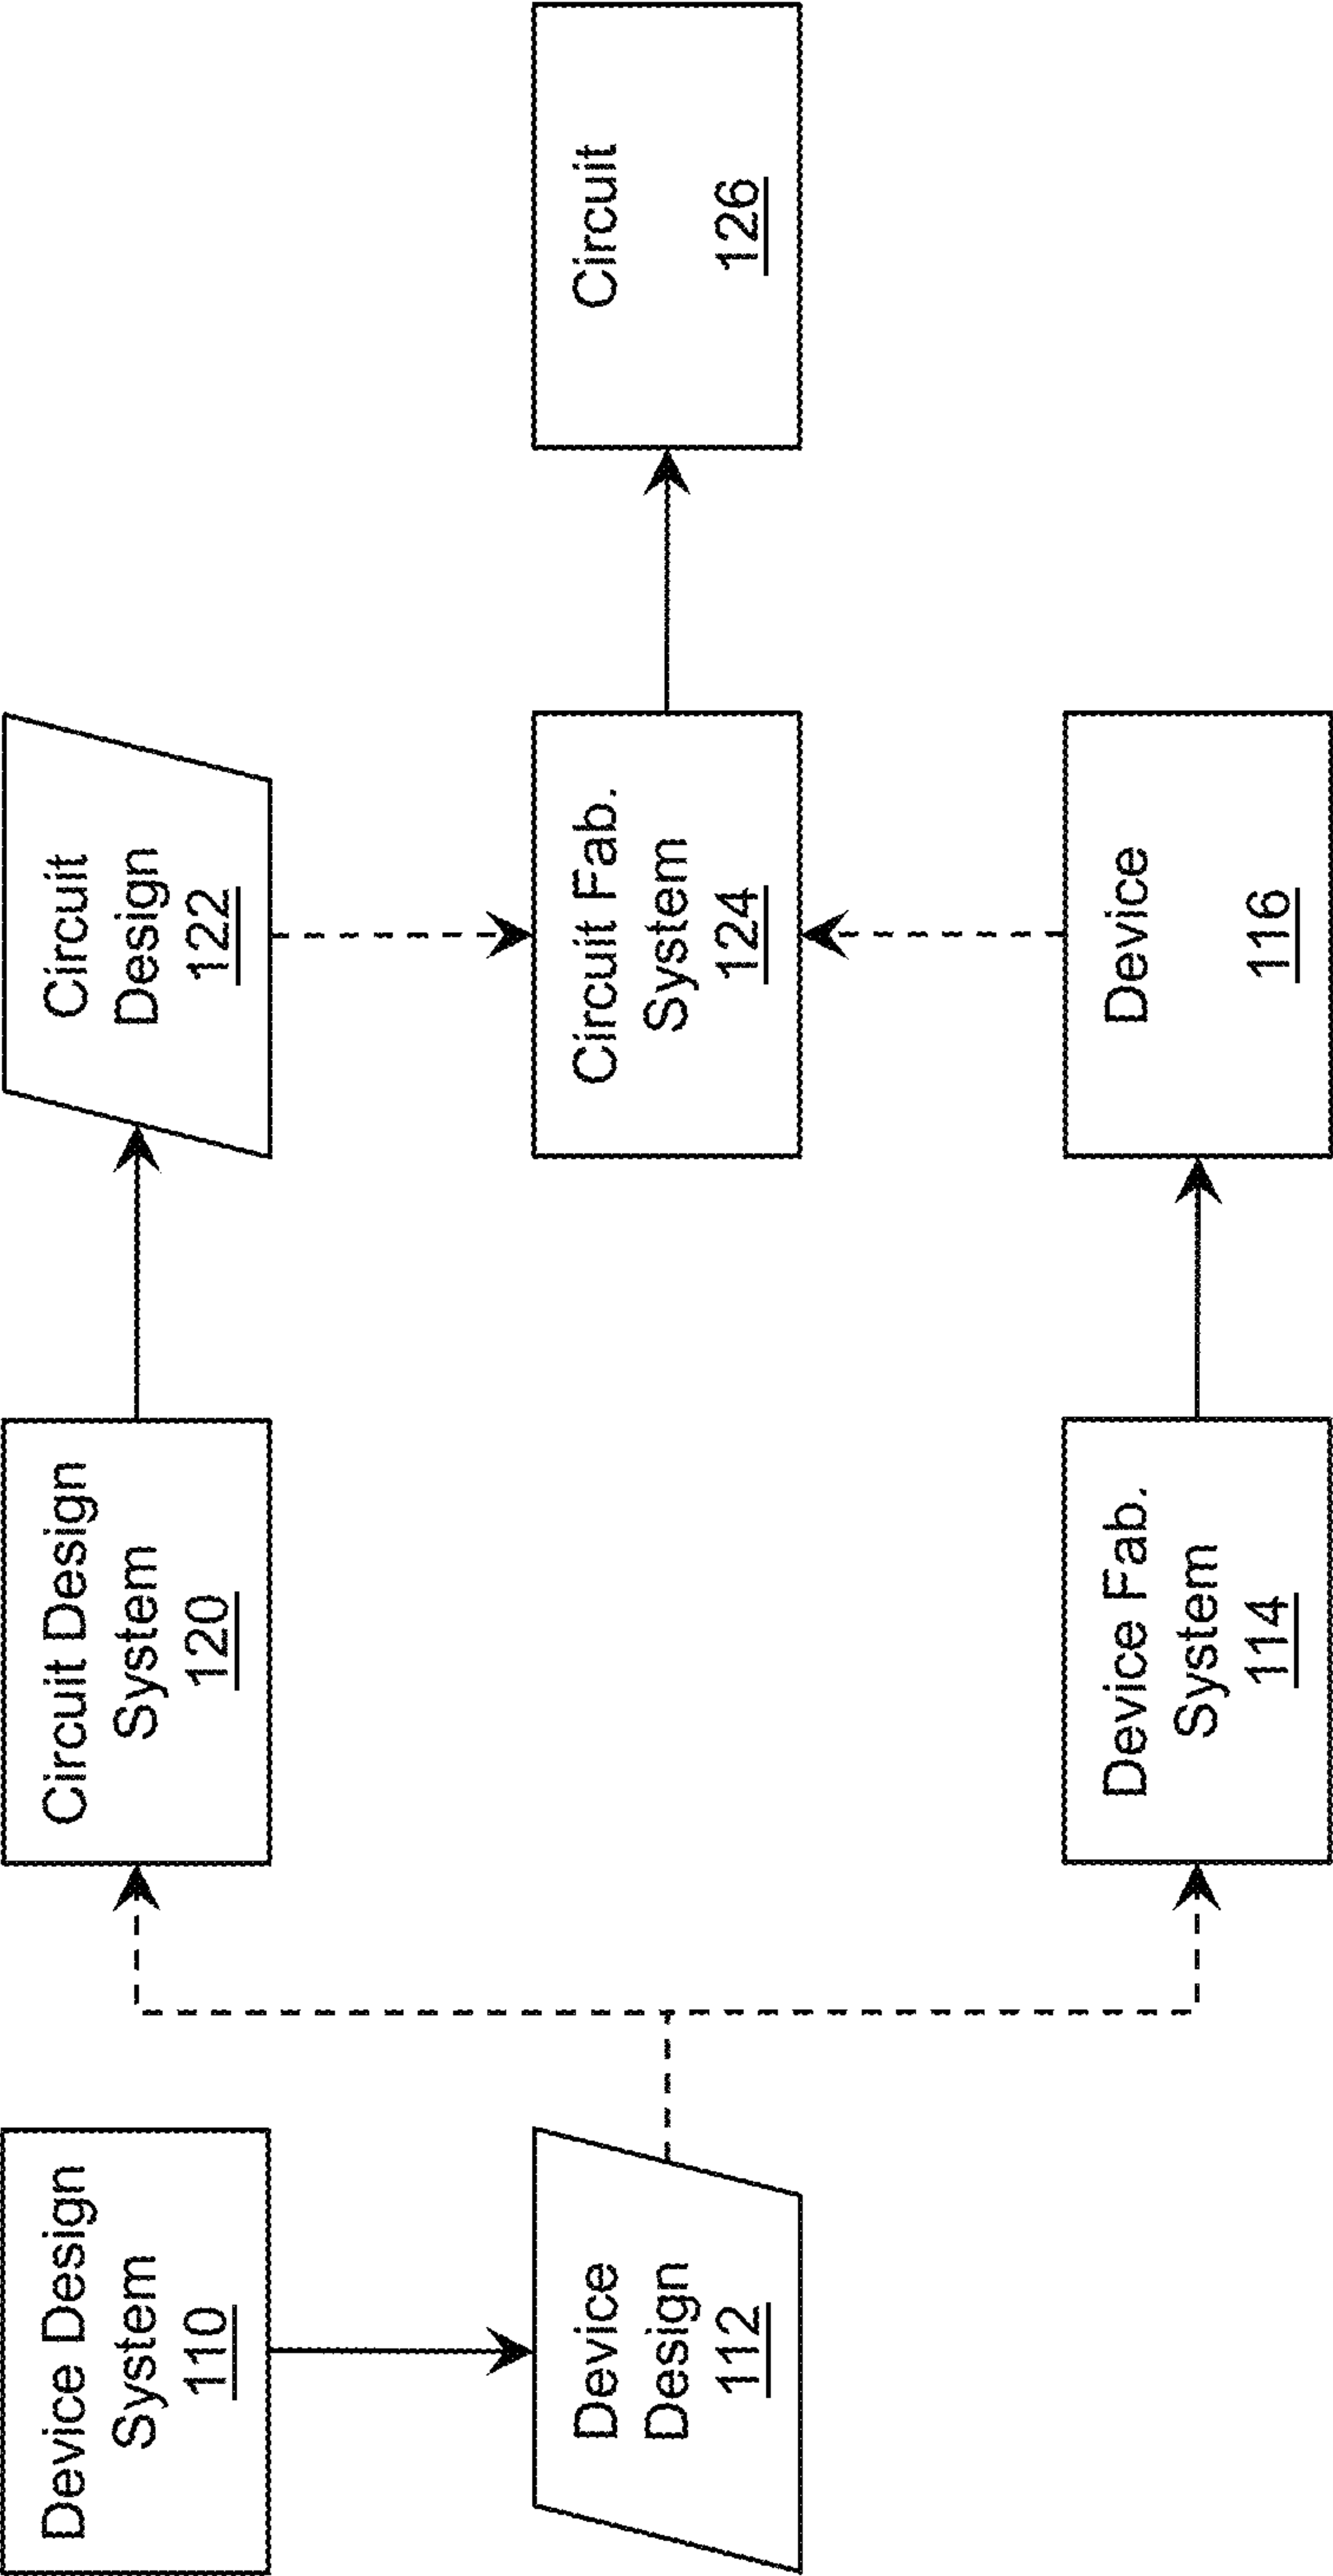 Device Design
System
110
Device
Design
112
Circuit Design
System
120
Device Fab.
System
114
Circuit
Design
122
Circuit Fab.
System
124
Device
116
Circuit
126